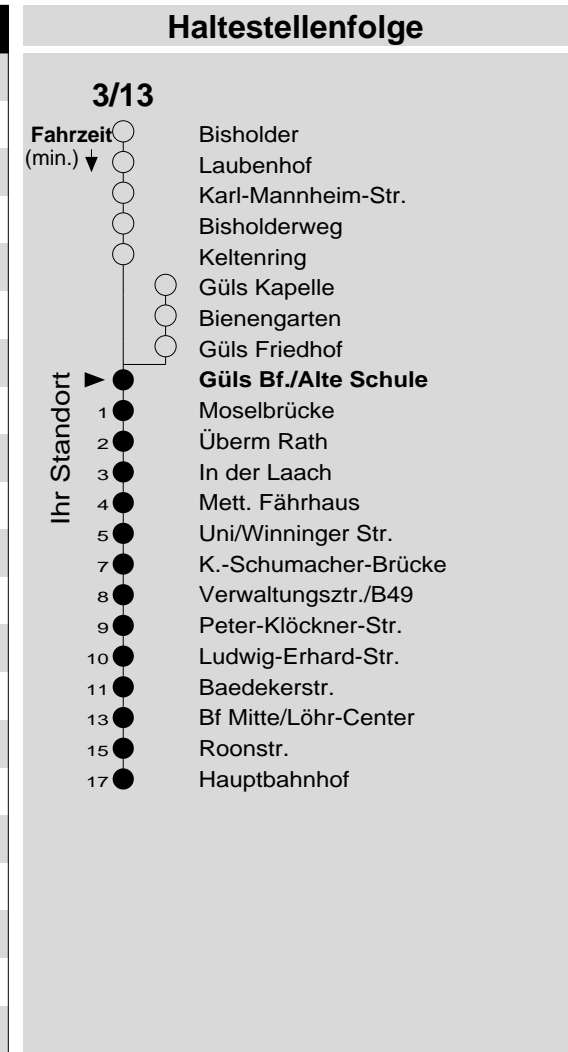 Haltestellenfolge
3/13
Fahrzeit Bisholder
(min.) Laubenhof
Karl-Mannheim-Str.
Bisholderweg
Keltenring
Güls Kapelle
Bienengarten
Güls Friedhof
Ihr Standort
Güls Bf./Alte Schule
1 Moselbrücke
2 Überm Rath
3 In der Laach
4 Mett. Fährhaus
5 Uni/Winninger Str.
7 K.-Schumacher-Brücke
8 Verwaltungsztr./B49
9 Peter-Klöckner-Str.
10 Ludwig-Erhard-Str.
11 Baedekerstr.
13 Bf Mitte/Löhr-Center
15 Roonstr.
17 Hauptbahnhof